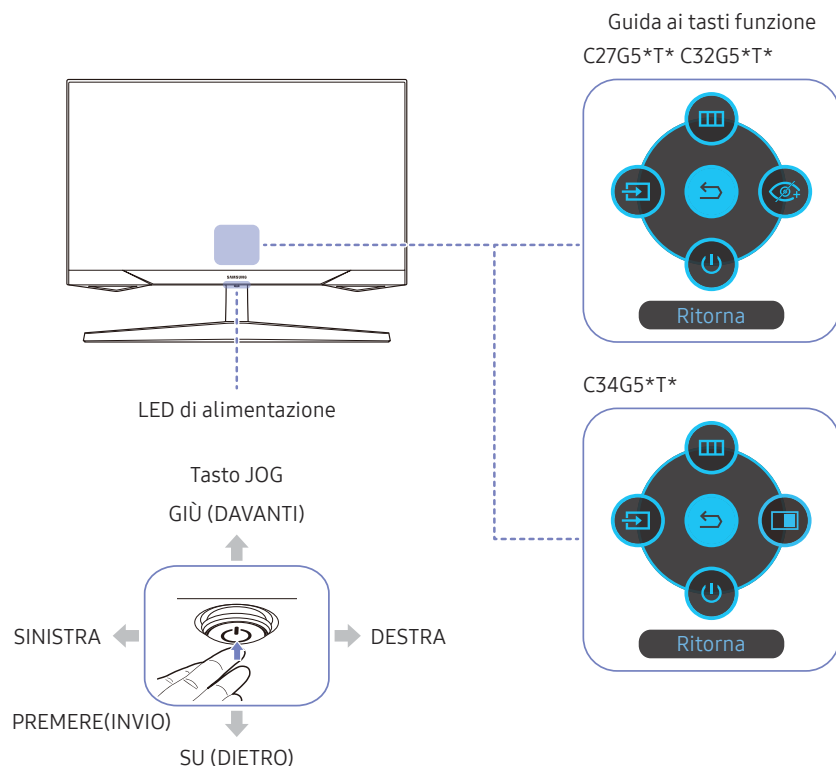 Guida ai tasti funzione
C27G5*T* C32G5*T*
Ritorna
SAMSUNG
LED di alimentazione
C34G5*T*
Ritorna
Tasto JOG
GIÙ (DAVANTI)
SINISTRA
DESTRA
PREMERE(INVIO)
SU (DIETRO)